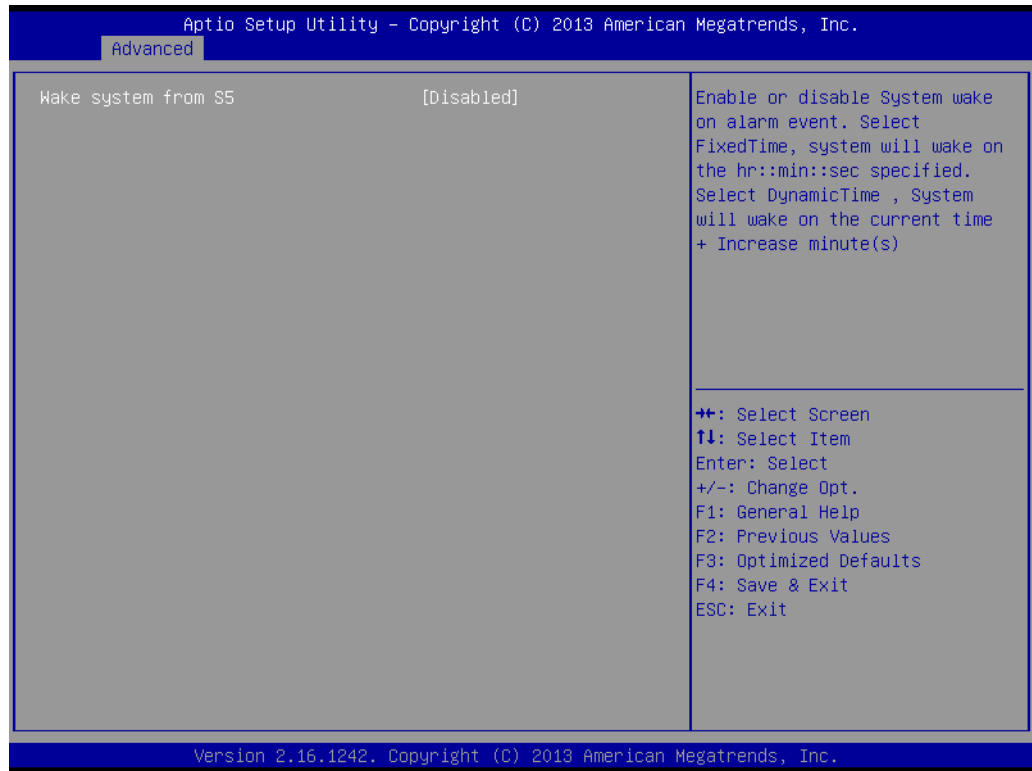 Aptio Setup Utility – Copyright (C) 2013 American Megatrends, Inc.
Advanced
Wake system from S5 [Disabled]
Enable or disable System wake
on alarm event. Select
FixedTime, system will wake on
the hr::min::sec specified.
Select DynamicTime , System
will wake on the current time
+ Increase minute(s)
→←: Select Screen
↑↓: Select Item
Enter: Select
+/-: Change Opt.
F1: General Help
F2: Previous Values
F3: Optimized Defaults
F4: Save & Exit
ESC: Exit
Version 2.16.1242. Copyright (C) 2013 American Megatrends, Inc.